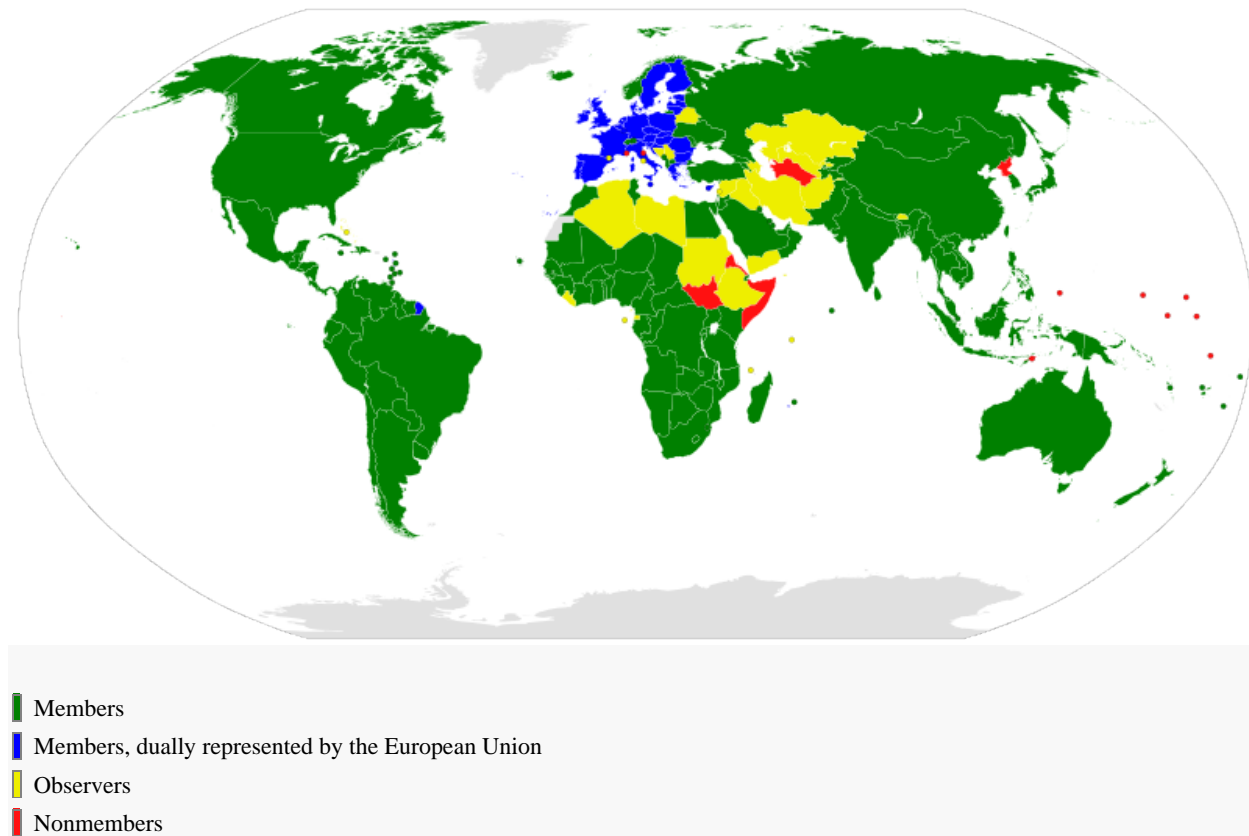 Members
Members, dually represented by the European Union
Observers
Nonmembers